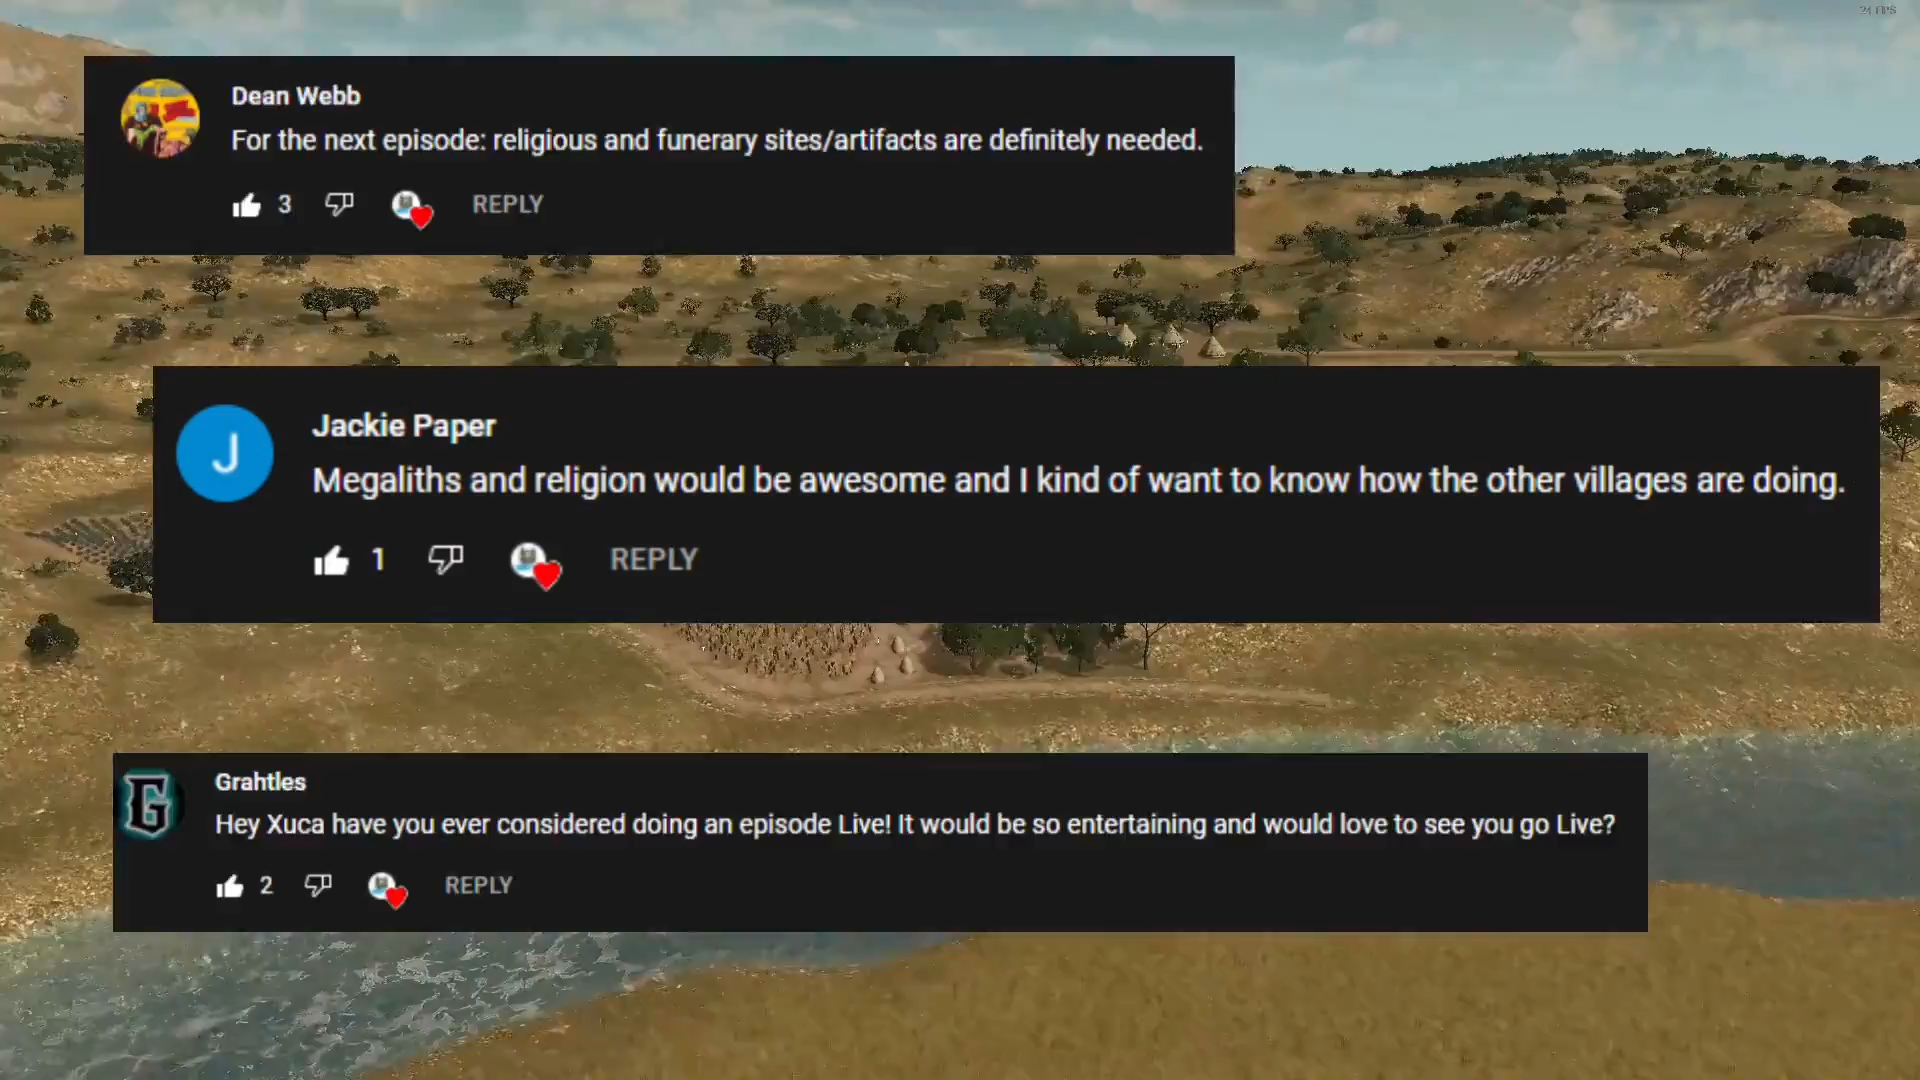 24 FPS
Dean Webb
For the next episode: religious and funerary sites/artifacts are definitely needed.
3 REPLY
J
Jackie Paper
Megaliths and religion would be awesome and I kind of want to know how the other villages are doing.
1 REPLY
G
Grahtles
Hey Xuca have you ever considered doing an episode Live! It would be so entertaining and would love to see you go Live?
2 REPLY